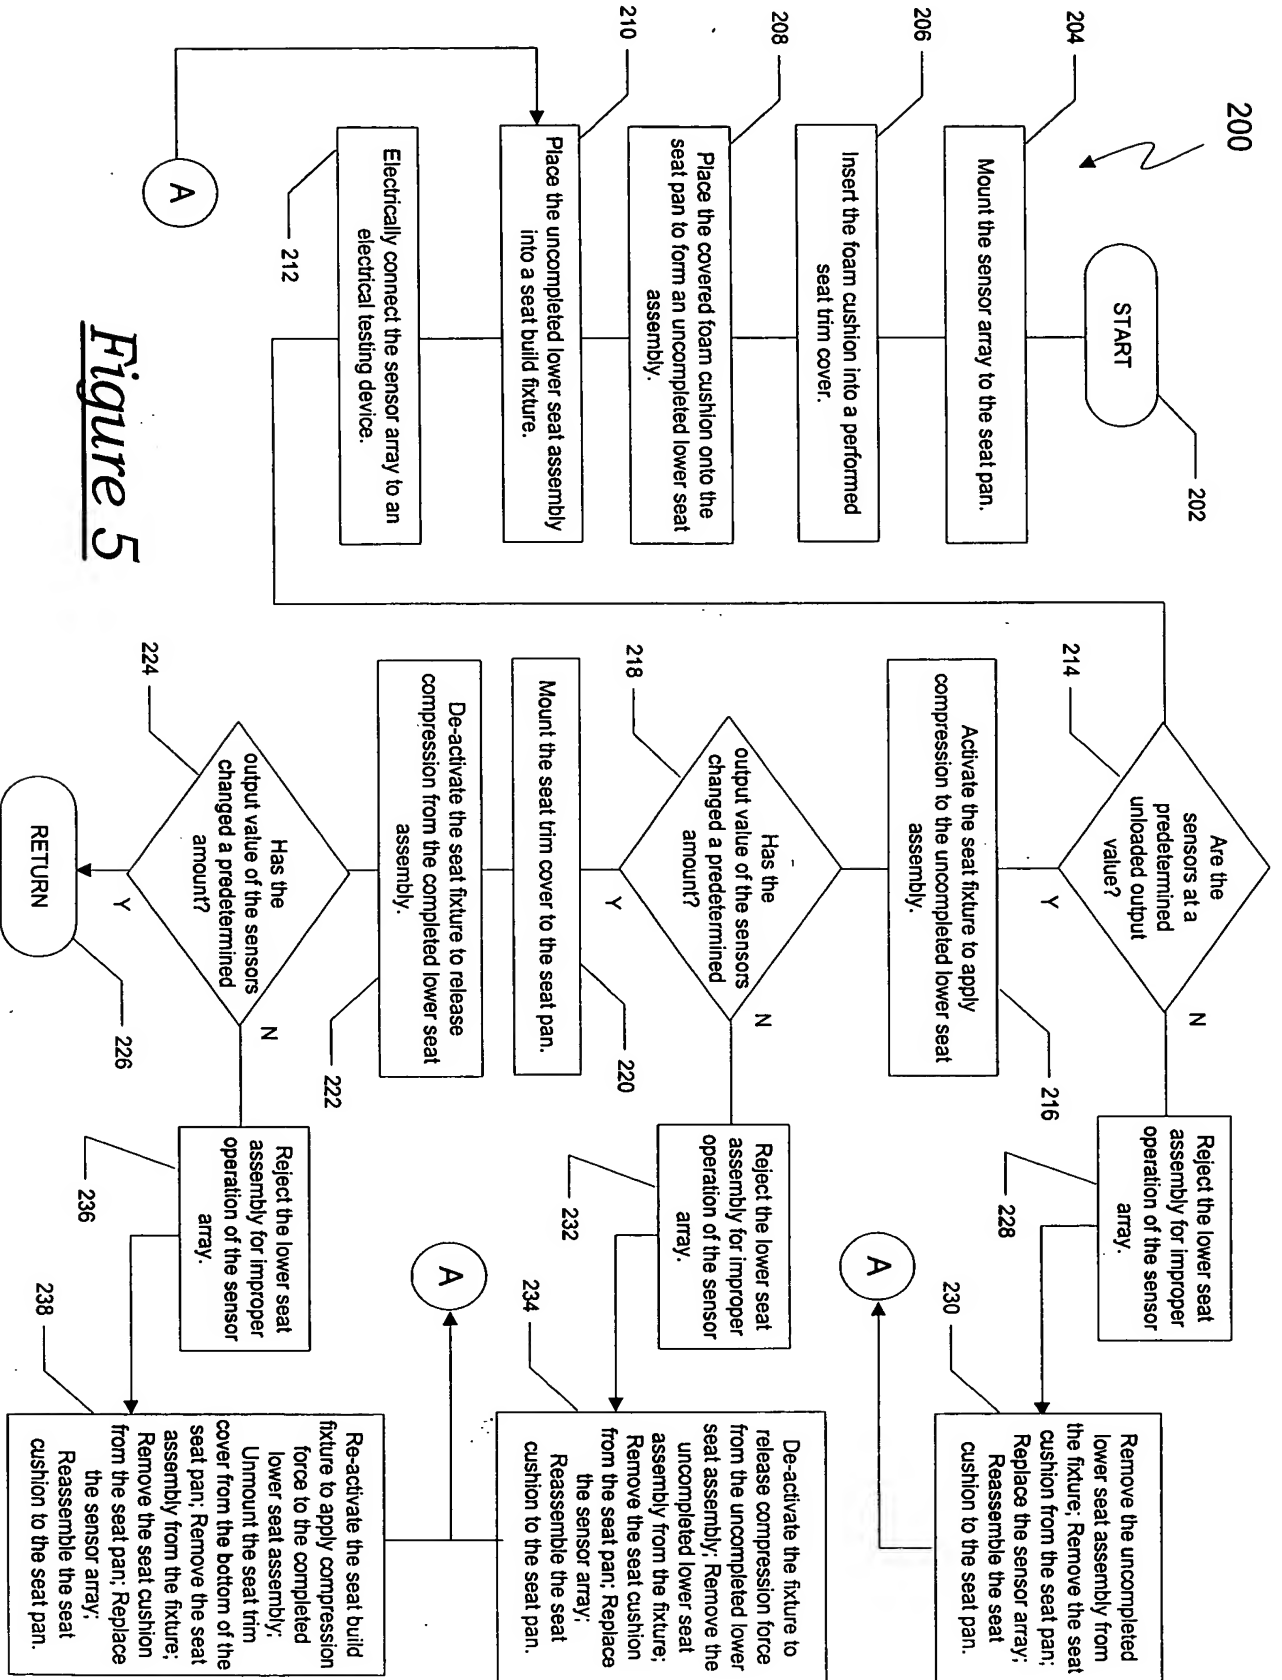 200
START
202
204
Mount the sensor array to the seat pan.
206
Insert the foam cushion into a performed
seat trim cover.
208
Place the covered foam cushion onto the
seat pan to form an uncompleted lower seat
assembly.
210
Place the uncompleted lower seat assembly
into a seat build fixture.
Electrically connect the sensor array to an
electrical testing device.
212
A
214
Are the
sensors at a
predetermined
unloaded output
value?
Y
N
Activate the seat fixture to apply
compression to the uncompleted lower seat
assembly.
216
218
Has the
output value of the sensors
changed a predetermined
amount?
Y
N
Mount the seat trim cover to the seat pan.
220
De-activate the seat fixture to release
compression from the completed lower seat
assembly.
222
224
Has the
output value of the sensors
changed a predetermined
amount?
Y
N
RETURN
226
Reject the lower seat
assembly for improper
operation of the sensor
array.
228
230
Remove the uncompleted
lower seat assembly from
the fixture; Remove the seat
cushion from the seat pan;
Replace the sensor array;
Reassemble the seat
cushion to the seat pan.
A
Reject the lower seat
assembly for improper
operation of the sensor
array.
232
234
De-activate the fixture to
release compression force
from the uncompleted lower
seat assembly; Remove the
uncompleted lower seat
assembly from the fixture;
Remove the seat cushion
from the seat pan; Replace
the sensor array;
Reassemble the seat
cushion to the seat pan.
A
Reject the lower seat
assembly for improper
operation of the sensor
array.
236
238
Re-activate the seat build
fixture to apply compression
force to the completed
lower seat assembly;
Unmount the seat trim
cover from the bottom of the
seat pan; Remove the seat
assembly from the fixture;
Remove the seat cushion
from the seat pan; Replace
the sensor array;
Reassemble the seat
cushion to the seat pan.
Figure 5